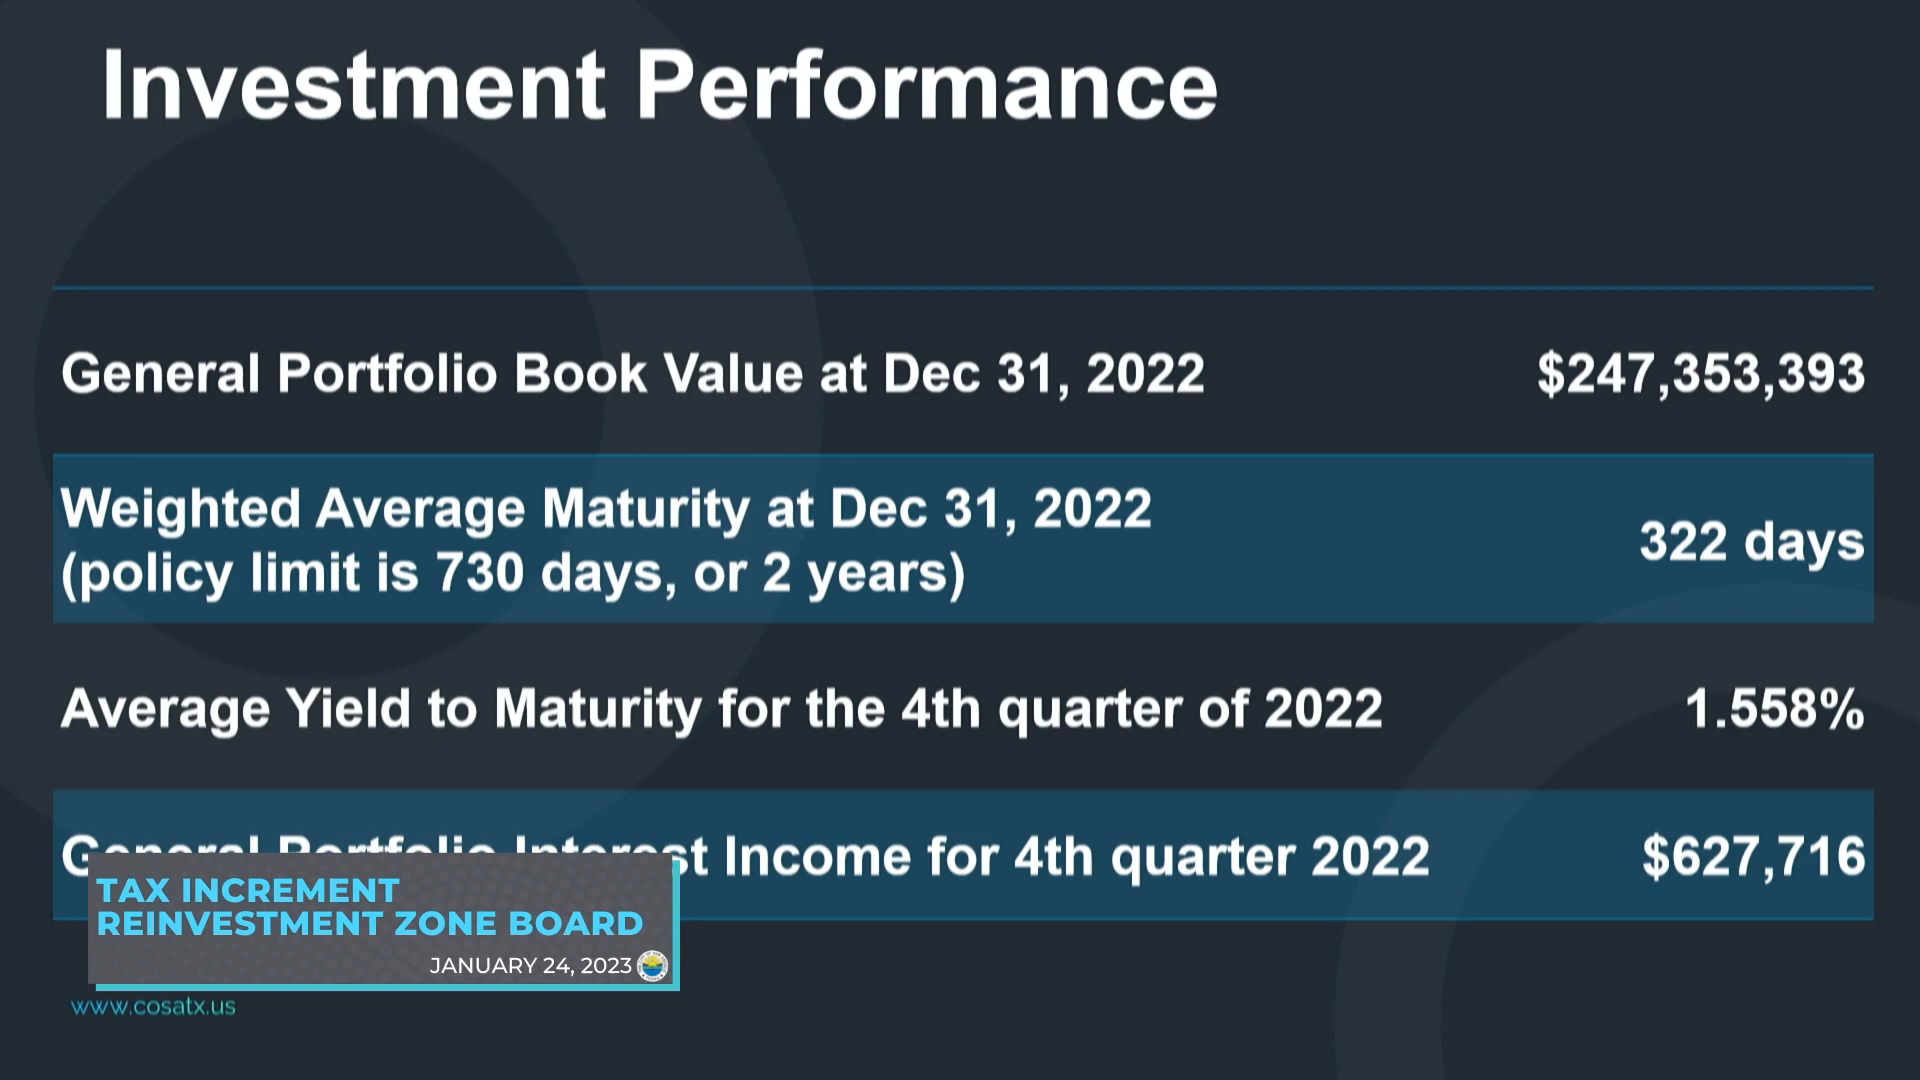 Investment Performance
General Portfolio Book Value at Dec 31, 2022 $247,353,393
Weighted Average Maturity at Dec 31, 2022
(policy limit is 730 days, or 2 years) 322 days
Average Yield to Maturity for the 4th quarter of 2022 1.558%
General Portfolio Interest Income for 4th quarter 2022 $627,716
TAX INCREMENT
REINVESTMENT ZONE BOARD
JANUARY 24, 2023
www.cosatx.us